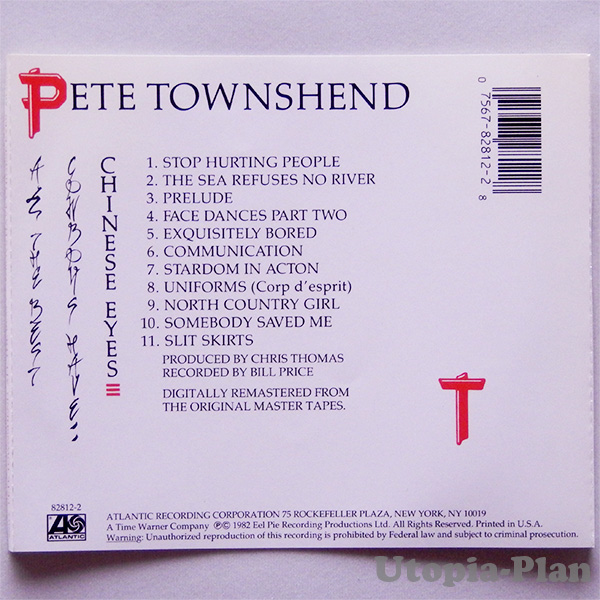 PETE TOWNSHEND
0 7567-82812-2 8
ALL THE BEST
COWBOYS HAVE
CHINESE EYES
1. STOP HURTING PEOPLE
2. THE SEA REFUSES NO RIVER
3. PRELUDE
4. FACE DANCES PART TWO
5. EXQUISITELY BORED
6. COMMUNICATION
7. STARDOM IN ACTON
8. UNIFORMS (Corp d'esprit)
9. NORTH COUNTRY GIRL
10. SOMEBODY SAVED ME
11. SLIT SKIRTS
PRODUCED BY CHRIS THOMAS
RECORDED BY BILL PRICE
DIGITALLY REMASTERED FROM
THE ORIGINAL MASTER TAPES.
T
82812-2
ATLANTIC
ATLANTIC RECORDING CORPORATION 75 ROCKEFELLER PLAZA, NEW YORK, NY 10019
A Time Warner Company ℗© 1982 Eel Pie Recording Productions Ltd. All Rights Reserved. Printed in U.S.A.
Warning: Unauthorized reproduction of this recording is prohibited by Federal law and subject to criminal prosecution.
Utopia-Plan